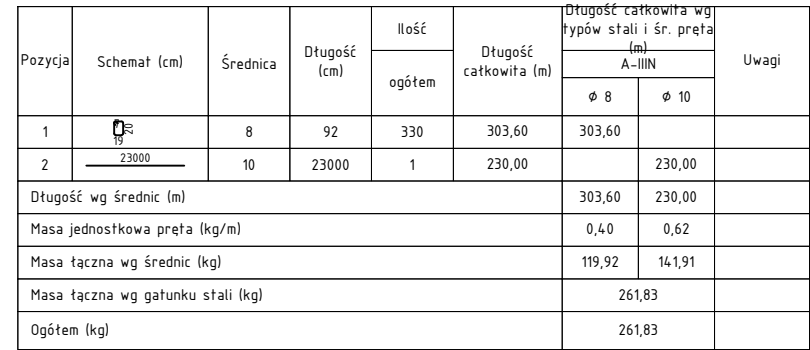 Pozycja Schemat (cm) Średnica Długość (cm) Ilość ogółem Długość całkowita (m) Długość całkowita wg typów stali i śr. pręta (m) Uwagi
A-IIIN
ϕ 8 ϕ 10
1 19 20 8 92 330 303,60 303,60
2 23000 10 23000 1 230,00 230,00
Długość wg średnic (m) 303,60 230,00
Masa jednostkowa pręta (kg/m) 0,40 0,62
Masa łączna wg średnic (kg) 119,92 141,91
Masa łączna wg gatunku stali (kg) 261,83
Ogółem (kg) 261,83